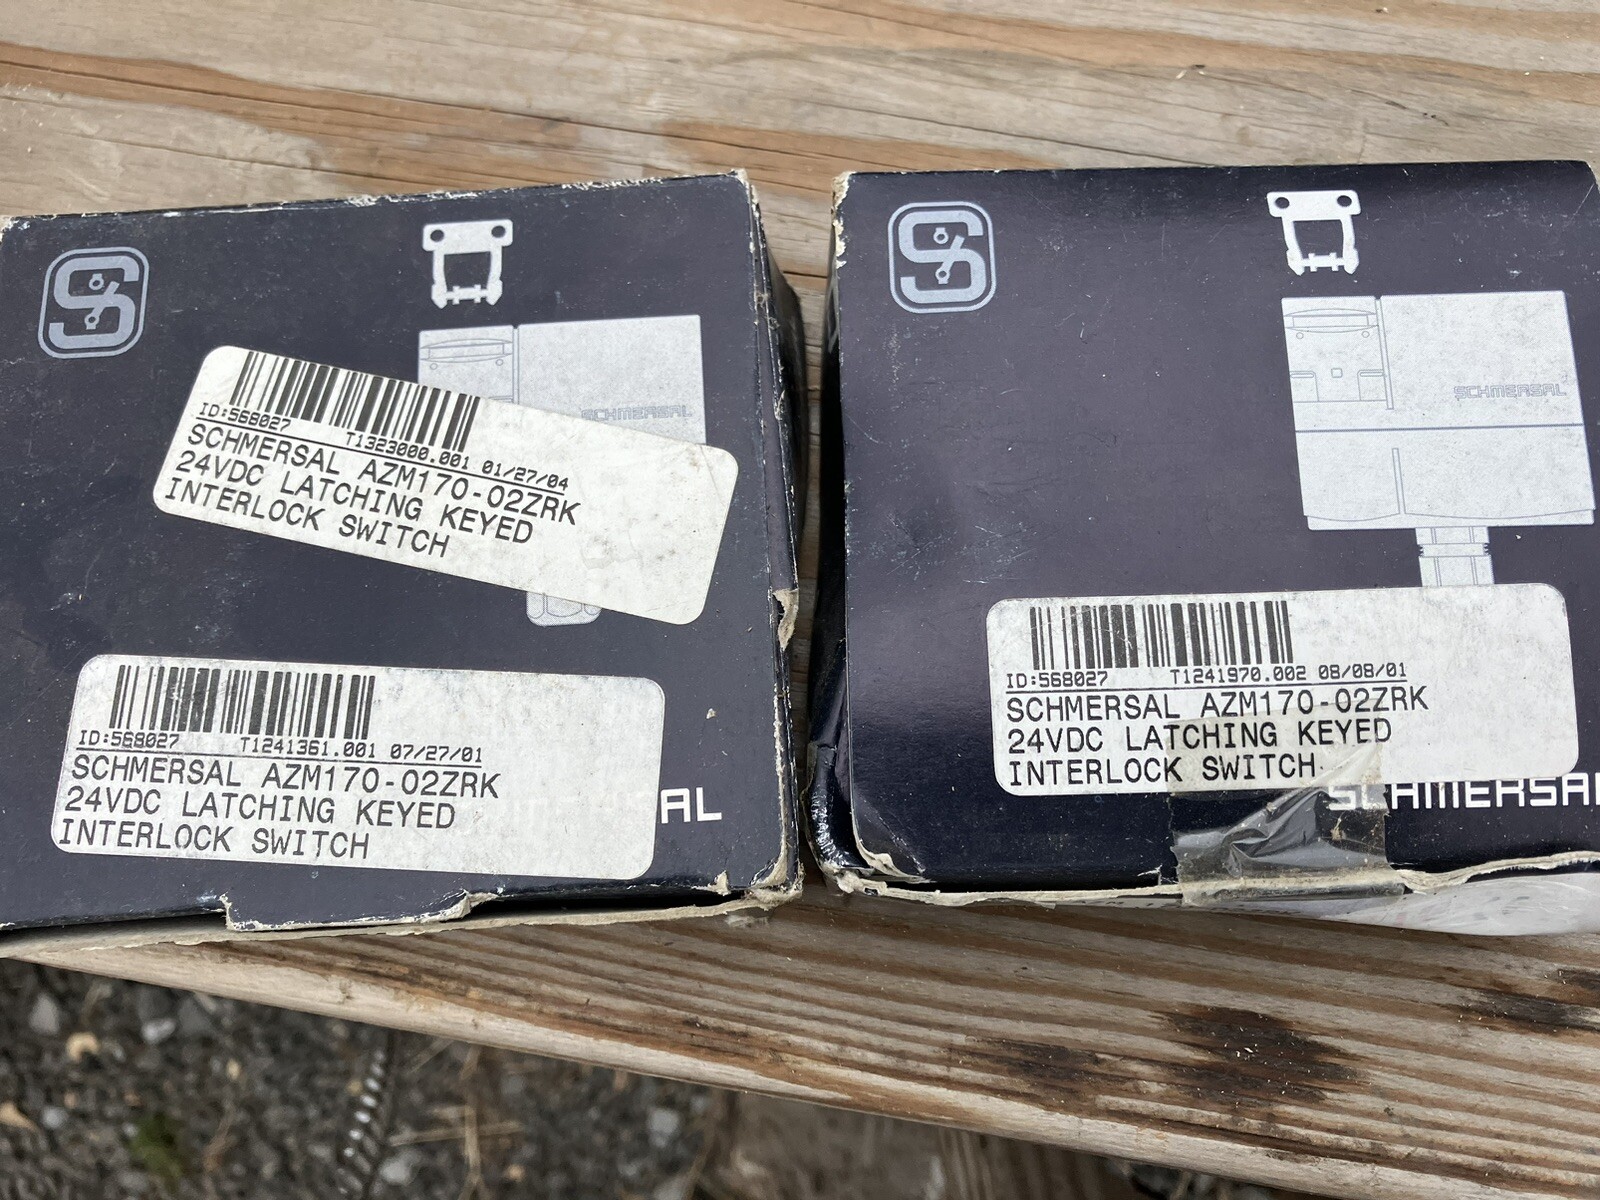 SCHMERSAL
ID:568027 T1323000.001 01/27/04
SCHMERSAL AZM170-02ZRK
24VDC LATCHING KEYED
INTERLOCK SWITCH
ID:568027 T1241361.001 07/27/01
SCHMERSAL AZM170-02ZRK
24VDC LATCHING KEYED
INTERLOCK SWITCH
SAL
SCHMERSAL
ID:568027 T1241970.002 08/08/01
SCHMERSAL AZM170-02ZRK
24VDC LATCHING KEYED
INTERLOCK SWITCH
SCHMERSAL